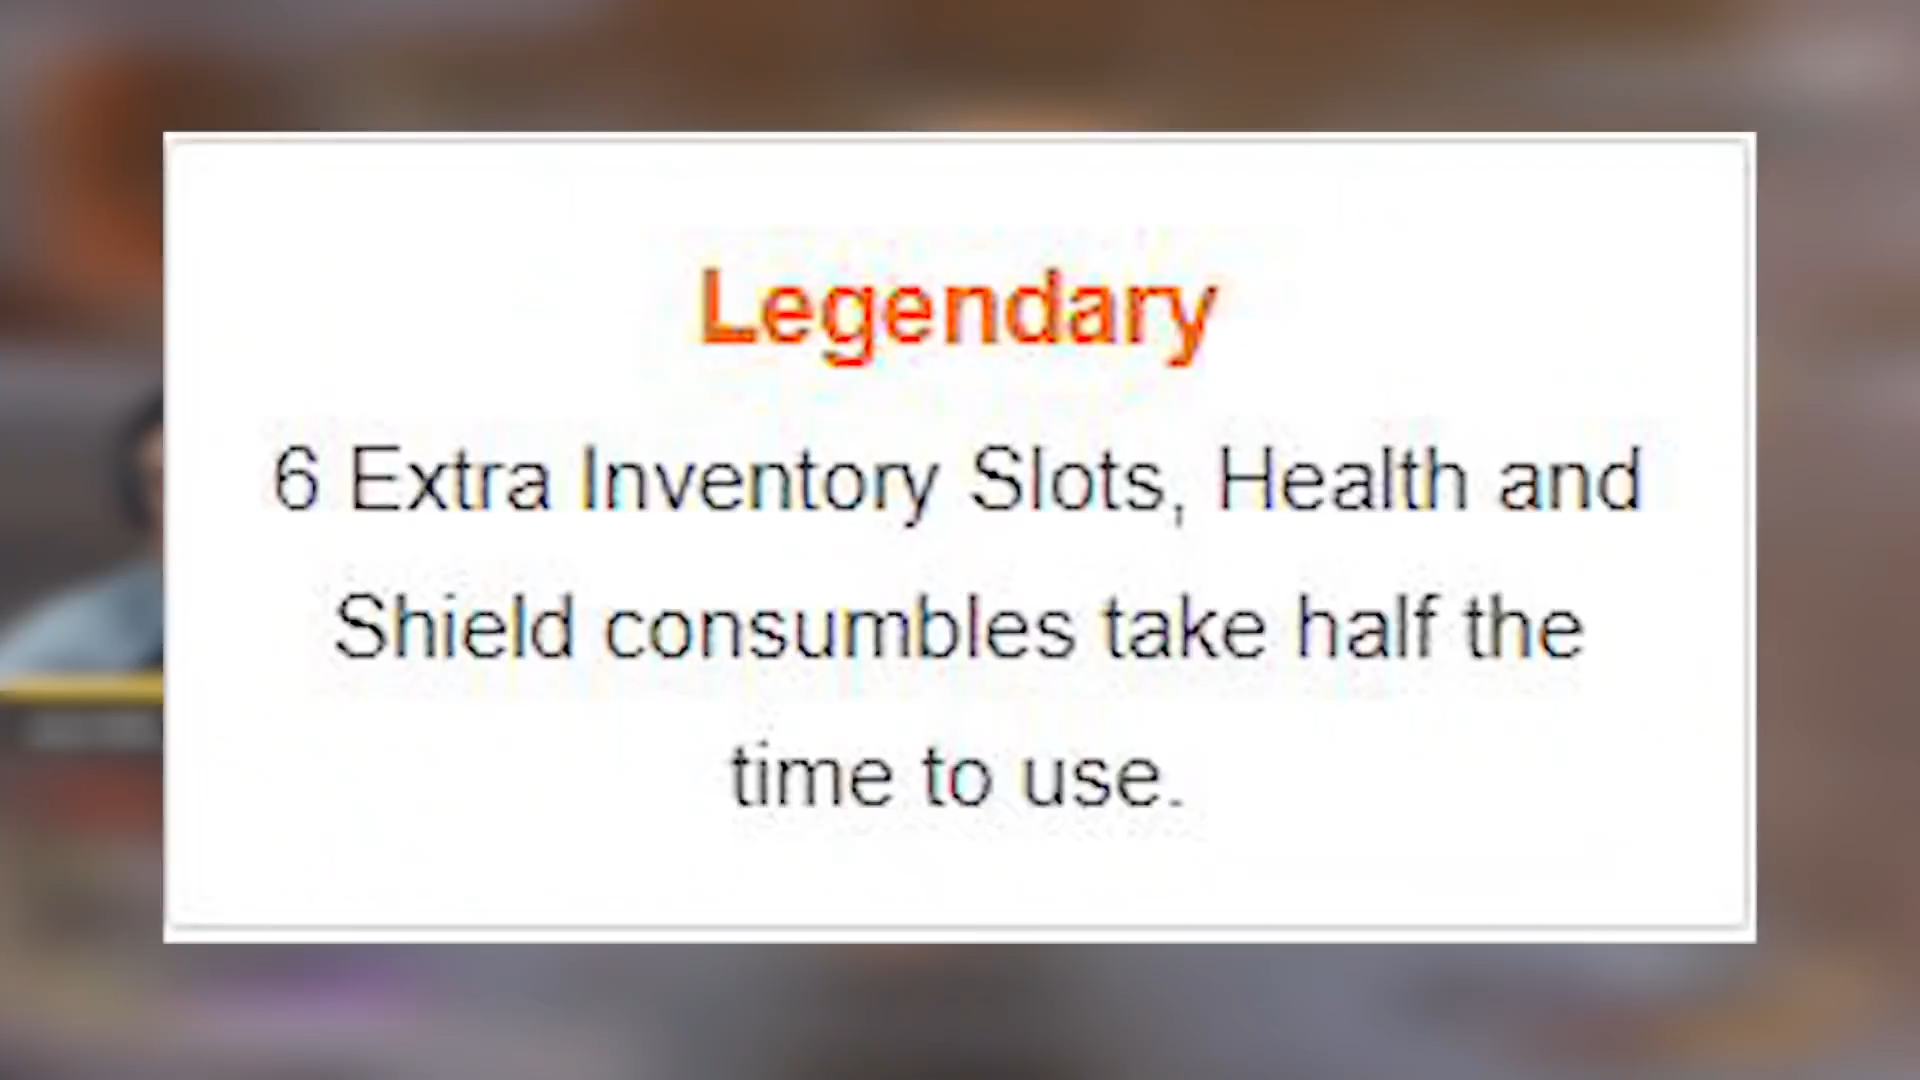 Legendary
6 Extra Inventory Slots, Health and
Shield consumbles take half the
time to use.